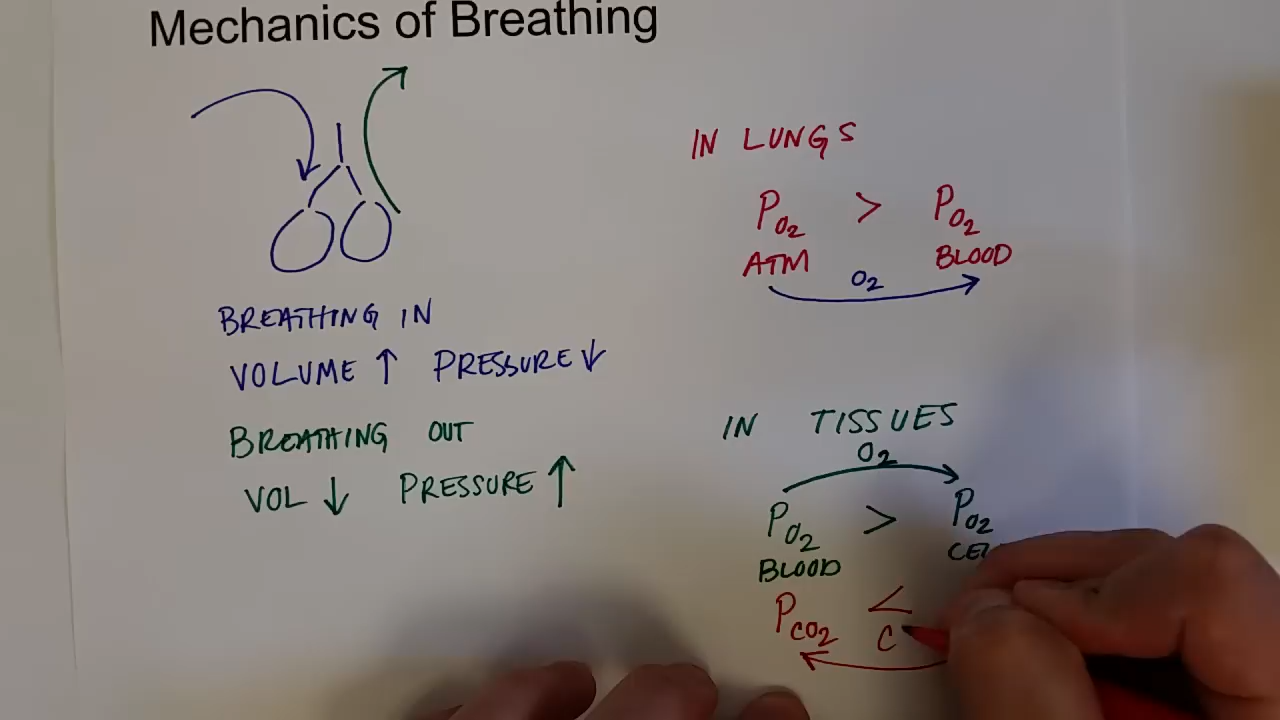 Mechanics of Breathing
BREATHING IN
VOLUME ↑ PRESSURE ↓
BREATHING OUT
VOL ↓ PRESSURE ↑
IN LUNGS
PO2 > PO2
ATM BLOOD
O2
IN TISSUES
O2
PO2 > PO2
BLOOD
PCO2 <
C